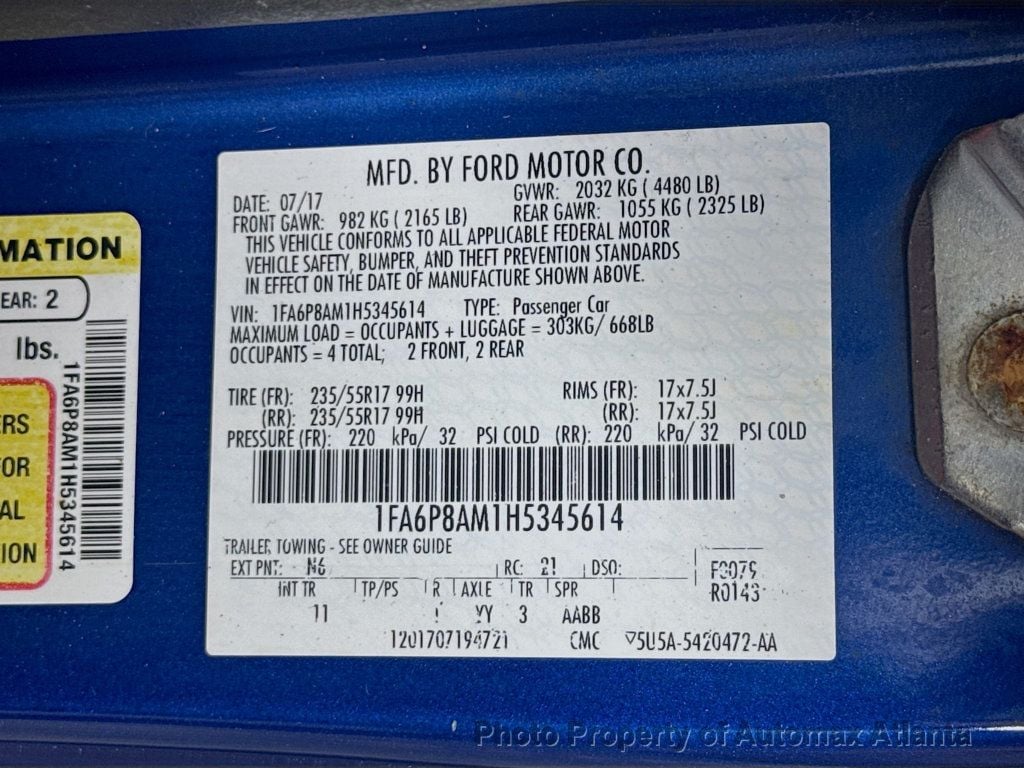 MATION
EAR: 2
lbs.
ERS
FOR
AL
ION
1FA6P8AM1H5345614
MFD. BY FORD MOTOR CO.
DATE: 07/17 GVWR: 2032 KG ( 4480 LB)
FRONT GAWR: 982 KG ( 2165 LB) REAR GAWR: 1055 KG ( 2325 LB)
THIS VEHICLE CONFORMS TO ALL APPLICABLE FEDERAL MOTOR
VEHICLE SAFETY, BUMPER, AND THEFT PREVENTION STANDARDS
IN EFFECT ON THE DATE OF MANUFACTURE SHOWN ABOVE.
VIN: 1FA6P8AM1H5345614 TYPE: Passenger Car
MAXIMUM LOAD = OCCUPANTS + LUGGAGE = 303KG/ 668LB
OCCUPANTS = 4 TOTAL; 2 FRONT, 2 REAR
TIRE (FR): 235/55R17 99H RIMS (FR): 17x7.5J
(RR): 235/55R17 99H (RR): 17x7.5J
PRESSURE (FR): 220 kPa/ 32 PSI COLD (RR): 220 kPa/ 32 PSI COLD
1FA6P8AM1H5345614
TRAILER TOWING - SEE OWNER GUIDE
EXT PNT: N6 RC: 21 DSO: F0079
R0143
INT TR TP/PS R AXLE TR SPR
11 YY 3 AABB
1201707194721 CMC ▽5U5A-5420472-AA
Photo Property of Automax Atlanta